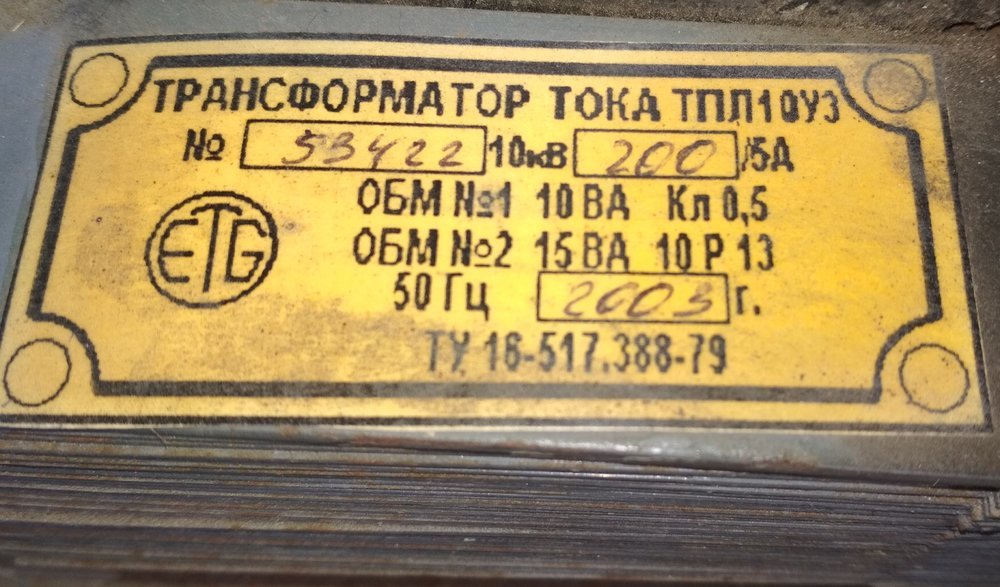 ТРАНСФОРМАТОР ТОКА ТПЛ10У3
№ 53422 10кВ 200 /5А
ОБМ №1 10 ВА Кл 0,5
ETG
ОБМ №2 15 ВА 10 Р 13
50 Гц 2003 г.
ТУ 16-517.388-79